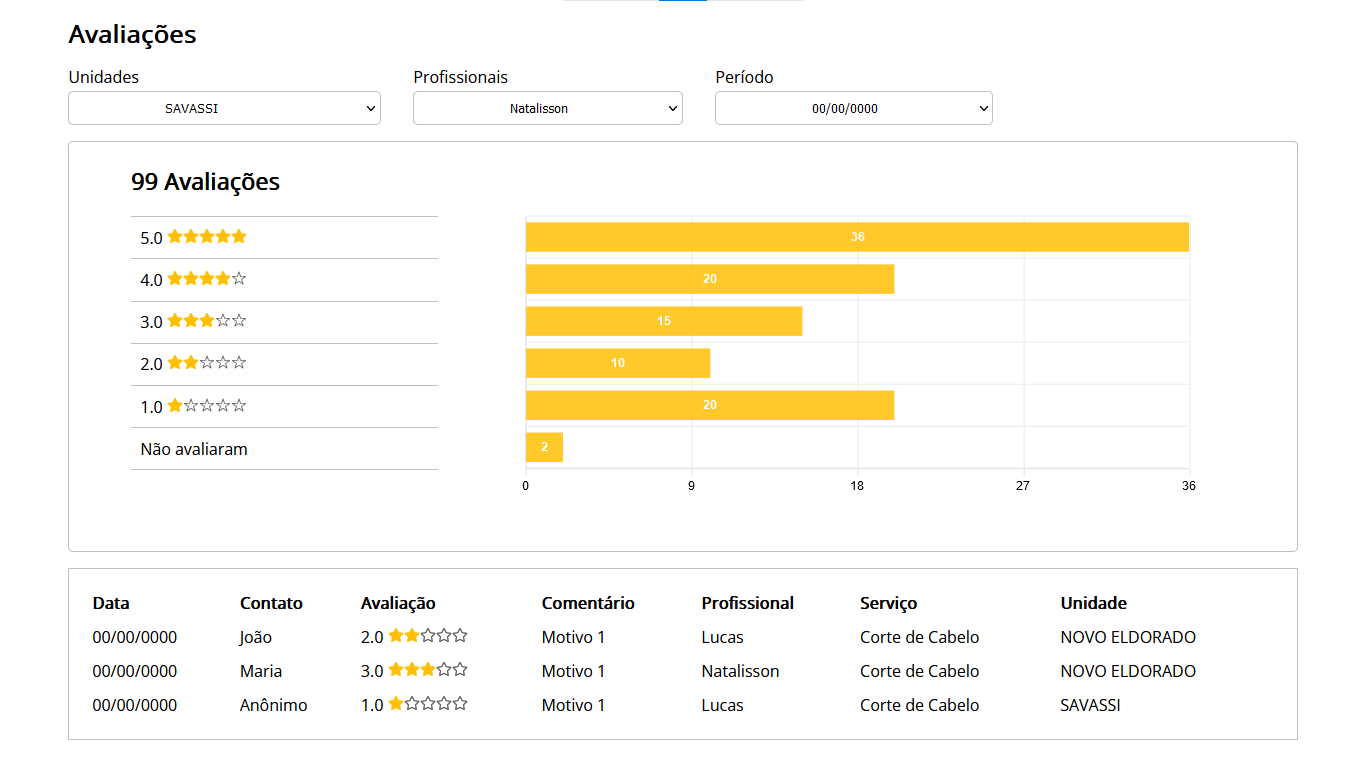 Avaliações
Unidades Profissionais Período
SAVASSI Natalisson 00/00/0000
99 Avaliações
5.0 36
4.0 20
3.0 15
2.0 10
1.0 20
Não avaliaram 2
0 9 18 27 36
Data Contato Avaliação Comentário Profissional Serviço Unidade
00/00/0000 João 2.0 Motivo 1 Lucas Corte de Cabelo NOVO ELDORADO
00/00/0000 Maria 3.0 Motivo 1 Natalisson Corte de Cabelo NOVO ELDORADO
00/00/0000 Anônimo 1.0 Motivo 1 Lucas Corte de Cabelo SAVASSI